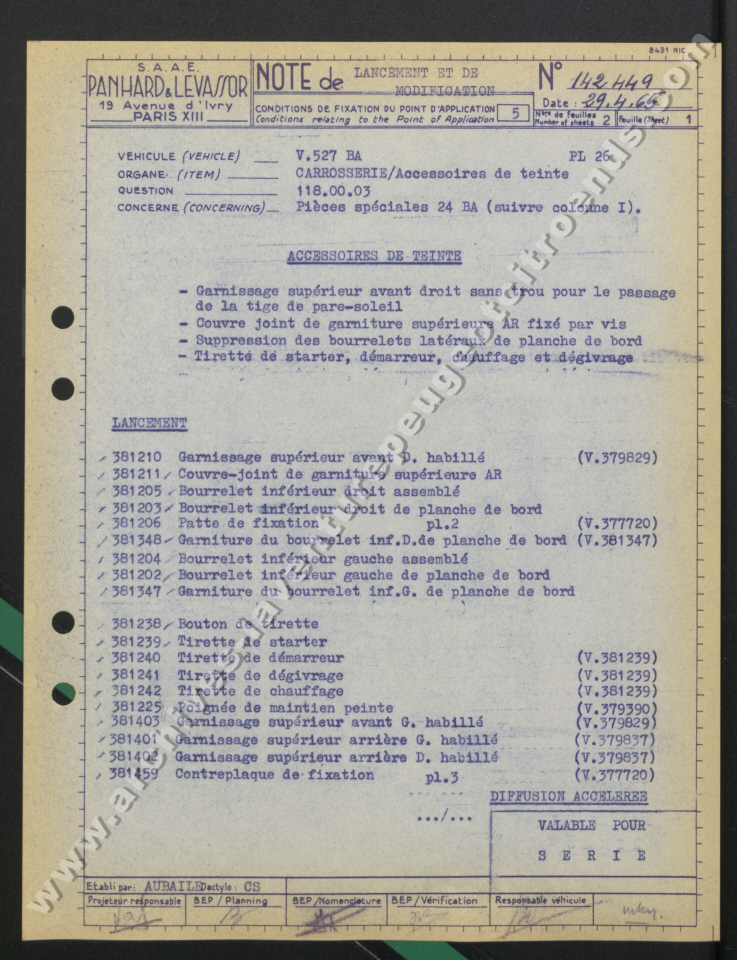 8431 NIC
S.A.A.E.
PANHARD & LEVASSOR
19 Avenue d'Ivry
PARIS XIII
NOTE de LANCEMENT ET DE
MODIFICATION
CONDITIONS DE FIXATION DU POINT D'APPLICATION
Conditions relating to the Point of Application
5
N° 142.449
Date : 29.4.65
Nbre de feuilles
Number of sheets 2
Feuille (Sheet) 1
VEHICULE (VEHICLE) V.527 BA PL 26
ORGANE (ITEM) CARROSSERIE/Accessoires de teinte
QUESTION 118.00.03
CONCERNE (CONCERNING) Pièces spéciales 24 BA (suivre colonne I).
ACCESSOIRES DE TEINTE
- Garnissage supérieur avant droit sans trou pour le passage
de la tige de pare-soleil
- Couvre joint de garniture supérieure AR fixé par vis
- Suppression des bourrelets latéraux de planche de bord
- Tirette de starter, démarreur, chauffage et dégivrage
LANCEMENT
381210 Garnissage supérieur avant D. habillé (V.379829)
381211 Couvre-joint de garniture supérieure AR
381205 Bourrelet inférieur droit assemblé
381203 Bourrelet inférieur droit de planche de bord
381206 Patte de fixation pl.2 (V.377720)
381348 Garniture du bourrelet inf.D.de planche de bord (V.381347)
381204 Bourrelet inférieur gauche assemblé
381202 Bourrelet inférieur gauche de planche de bord
381347 Garniture du bourrelet inf.G. de planche de bord
381238 Bouton de tirette
381239 Tirette de starter
381240 Tirette de démarreur (V.381239)
381241 Tirette de dégivrage (V.381239)
381242 Tirette de chauffage (V.381239)
381225 Poignée de maintien peinte (V.379390)
381403 Garnissage supérieur avant G. habillé (V.379829)
381401 Garnissage supérieur arrière G. habillé (V.379837)
381402 Garnissage supérieur arrière D. habillé (V.379837)
381459 Contreplaque de fixation pl.3 (V.377720)
DIFFUSION ACCELEREE
.../...
VALABLE POUR
S E R I E
Etabli par: AUBAILE Dactylo: CS
Projeteur responsable BEP / Planning BEP / Nomenclature BEP / Vérification Responsable véhicule
www.archives.laventurepeugeotcitroends.com